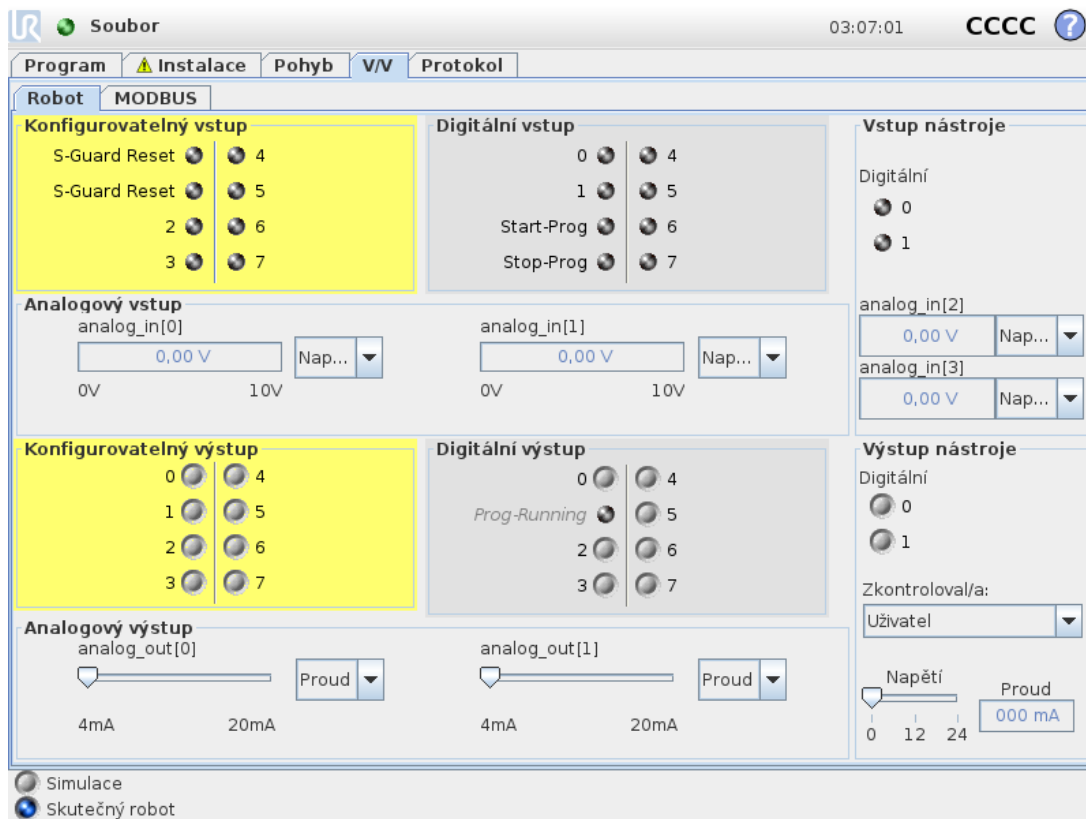 UR Soubor 03:07:01 CCCC ?
Program Instalace Pohyb V/V Protokol
Robot MODBUS
Konfigurovatelný vstup
S-Guard Reset 4
S-Guard Reset 5
2 6
3 7
Digitální vstup
0 4
1 5
Start-Prog 6
Stop-Prog 7
Vstup nástroje
Digitální
0
1
analog_in[2]
0,00 V Nap...
analog_in[3]
0,00 V Nap...
Analogový vstup
analog_in[0] analog_in[1]
0,00 V Nap... 0,00 V Nap...
0V 10V 0V 10V
Konfigurovatelný výstup
0 4
1 5
2 6
3 7
Digitální výstup
0 4
Prog-Running 5
2 6
3 7
Výstup nástroje
Digitální
0
1
Zkontroloval/a:
Uživatel
Napětí Proud
000 mA
0 12 24
Analogový výstup
analog_out[0] analog_out[1]
Proud Proud
4mA 20mA 4mA 20mA
Simulace
Skutečný robot